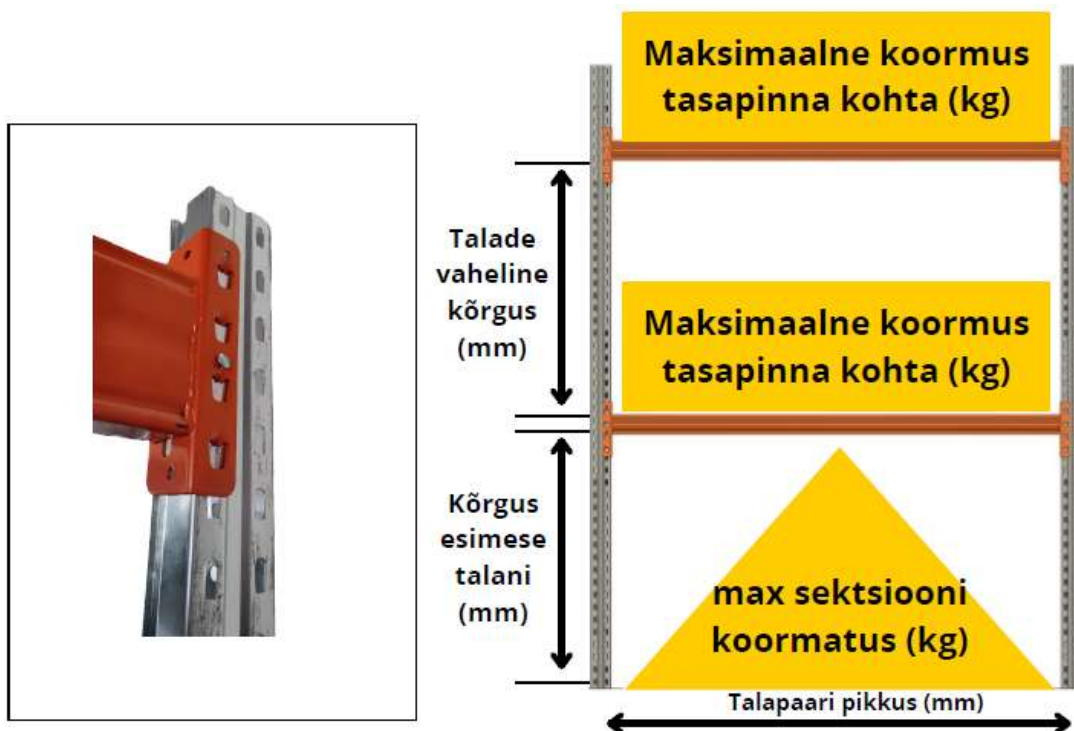 Maksimaalne koormus
tasapinna kohta (kg)
Talade
vaheline
kõrgus
(mm)
Maksimaalne koormus
tasapinna kohta (kg)
Kõrgus
esimese
talani
(mm)
max sektsiooni
koormatus (kg)
Talapaari pikkus (mm)